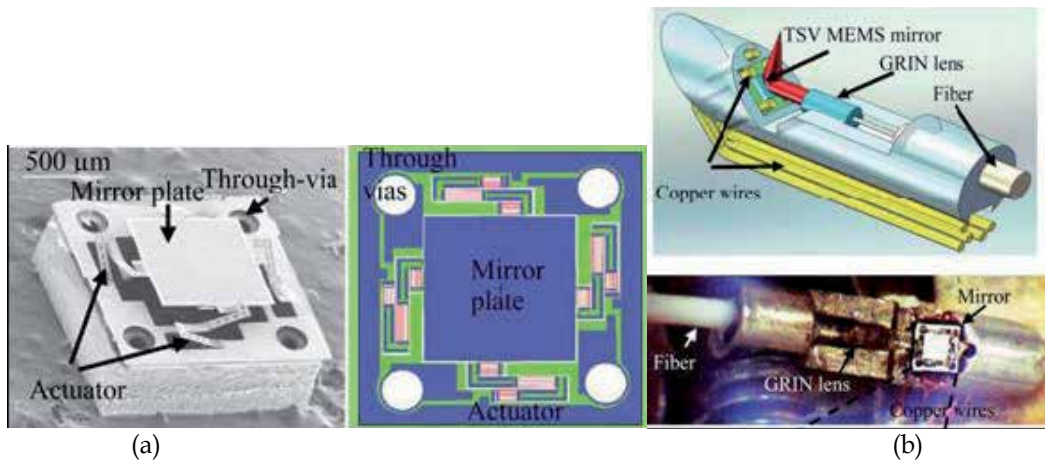 500 µm
Mirror plate
Through-via
Actuator
Through
vias
Mirror
plate
Actuator
(a)
TSV MEMS mirror
GRIN lens
Fiber
Copper wires
Mirror
Fiber
GRIN lens
Copper wires
(b)